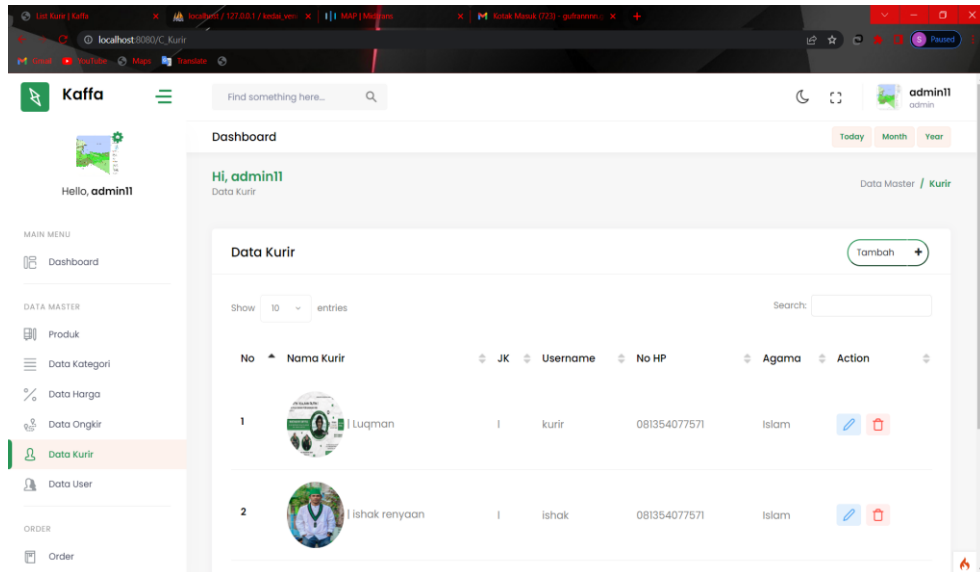 List Kurir | Kaffa
localhost / 127.0.0.1 / kedai_vers
MAP | Midtrans
Kotak Masuk (723) - gufrannon
localhost:8080/C_Kurir
Paused
Gmail YouTube Maps Translate
Kaffa
Find something here...
admin11
admin
Dashboard
Today Month Year
Hello, admin11
Hi, admin11
Data Kurir
Data Master / Kurir
MAIN MENU
Dashboard
DATA MASTER
Produk
Data Kategori
Data Harga
Data Ongkir
Data Kurir
Data User
ORDER
Order
Data Kurir
Tambah +
Show 10 entries
Search:
No Nama Kurir JK Username No HP Agama Action
1 | Luqman l kurir 081354077571 Islam
2 | ishak renyaan l ishak 081354077571 Islam